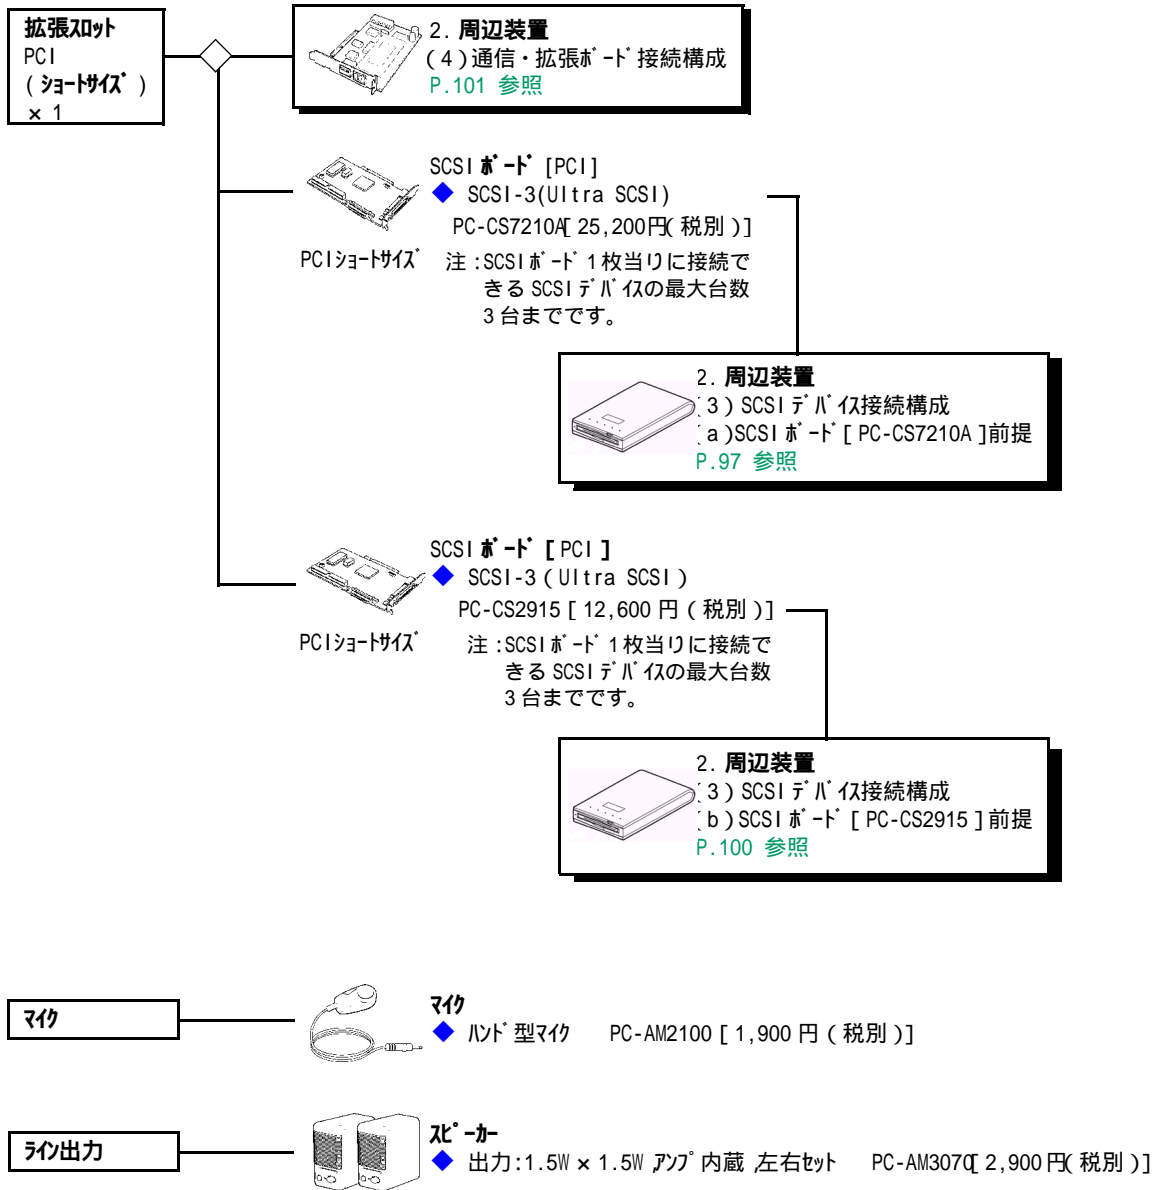 拡張ｽﾛｯﾄ
PCI
(ｼｮｰﾄｻｲｽﾞ)
×1
2. 周辺装置
(4)通信・拡張ﾎﾞｰﾄﾞ接続構成
P.101 参照
SCSIﾎﾞｰﾄﾞ[PCI]
◆ SCSI-3(Ultra SCSI)
PC-CS7210A[25,200円(税別)]
PCIｼｮｰﾄｻｲｽﾞ
注:SCSIﾎﾞｰﾄﾞ1枚当りに接続で
きるSCSIﾃﾞﾊﾞｲｽの最大台数
3台までです。
2. 周辺装置
(3)SCSIﾃﾞﾊﾞｲｽ接続構成
(a)SCSIﾎﾞｰﾄﾞ[PC-CS7210A]前提
P.97 参照
SCSIﾎﾞｰﾄﾞ[PCI]
◆ SCSI-3(Ultra SCSI)
PC-CS2915[12,600円(税別)]
PCIｼｮｰﾄｻｲｽﾞ
注:SCSIﾎﾞｰﾄﾞ1枚当りに接続で
きるSCSIﾃﾞﾊﾞｲｽの最大台数
3台までです。
2. 周辺装置
(3)SCSIﾃﾞﾊﾞｲｽ接続構成
(b)SCSIﾎﾞｰﾄﾞ[PC-CS2915]前提
P.100 参照
ﾏｲｸ
ﾏｲｸ
◆ ﾊﾝﾄﾞ型ﾏｲｸ PC-AM2100[1,900円(税別)]
ﾗｲﾝ出力
ｽﾋﾟｰｶｰ
◆ 出力:1.5W×1.5W,ｱﾝﾌﾟ内蔵,左右ｾｯﾄ PC-AM3070[2,900円(税別)]